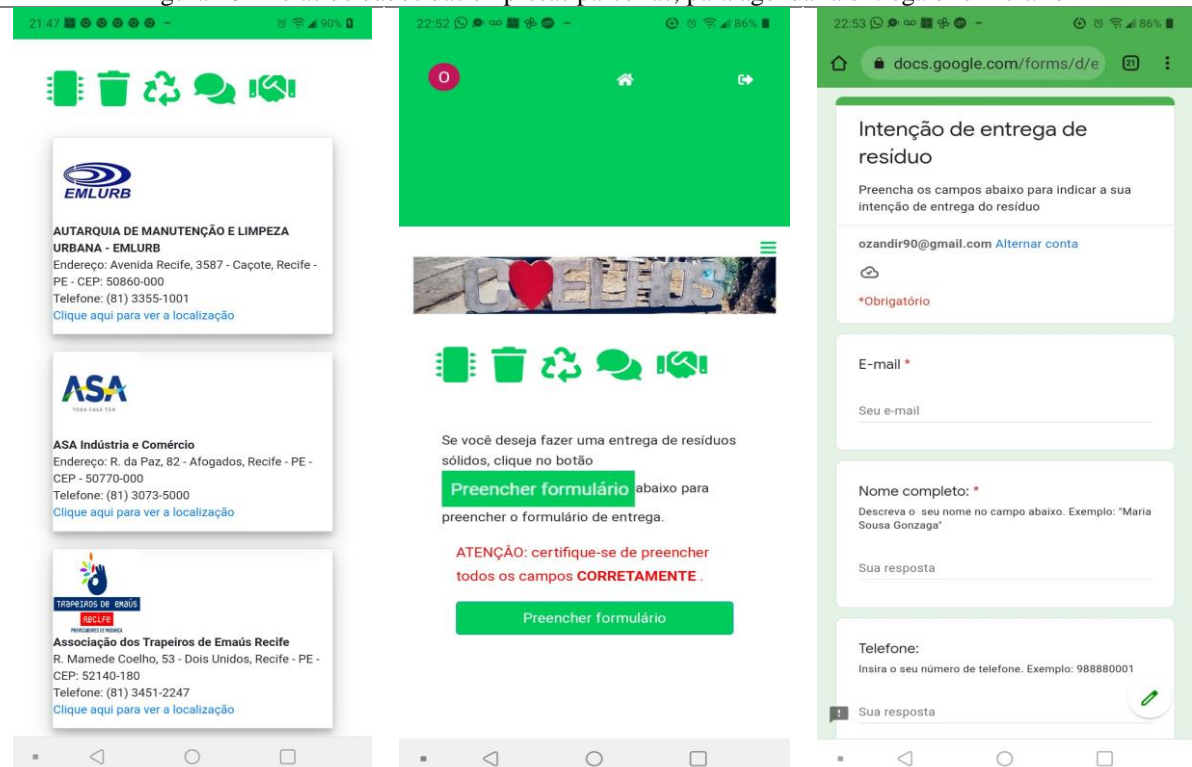 21:47
90%
EMLURB
AUTARQUIA DE MANUTENÇÃO E LIMPEZA
URBANA - EMLURB
Endereço: Avenida Recife, 3587 - Caçote, Recife -
PE - CEP: 50860-000
Telefone: (81) 3355-1001
Clique aqui para ver a localização
ASA
TODA CASA TEM
ASA Indústria e Comércio
Endereço: R. da Paz, 82 - Afogados, Recife - PE -
CEP - 50770-000
Telefone: (81) 3073-5000
Clique aqui para ver a localização
TRAPEIROS DE EMAÚS
RECIFE
Associação dos Trapeiros de Emaús Recife
R. Mamede Coelho, 53 - Dois Unidos, Recife - PE -
CEP: 52140-180
Telefone: (81) 3451-2247
Clique aqui para ver a localização
22:52
86%
O
Se você deseja fazer uma entrega de resíduos
sólidos, clique no botão
Preencher formulário abaixo para
preencher o formulário de entrega.
ATENÇÂO: certifique-se de preencher
todos os campos CORRETAMENTE .
Preencher formulário
22:53
86%
docs.google.com/forms/d/e
21
Intenção de entrega de
resíduo
Preencha os campos abaixo para indicar a sua
intenção de entrega do resíduo
ozandir90@gmail.com Alternar conta
*Obrigatório
E-mail *
Seu e-mail
Nome completo: *
Descreva o seu nome no campo abaixo. Exemplo: "Maria
Sousa Gonzaga"
Sua resposta
Telefone:
Insira o seu número de telefone. Exemplo: 988880001
Sua resposta